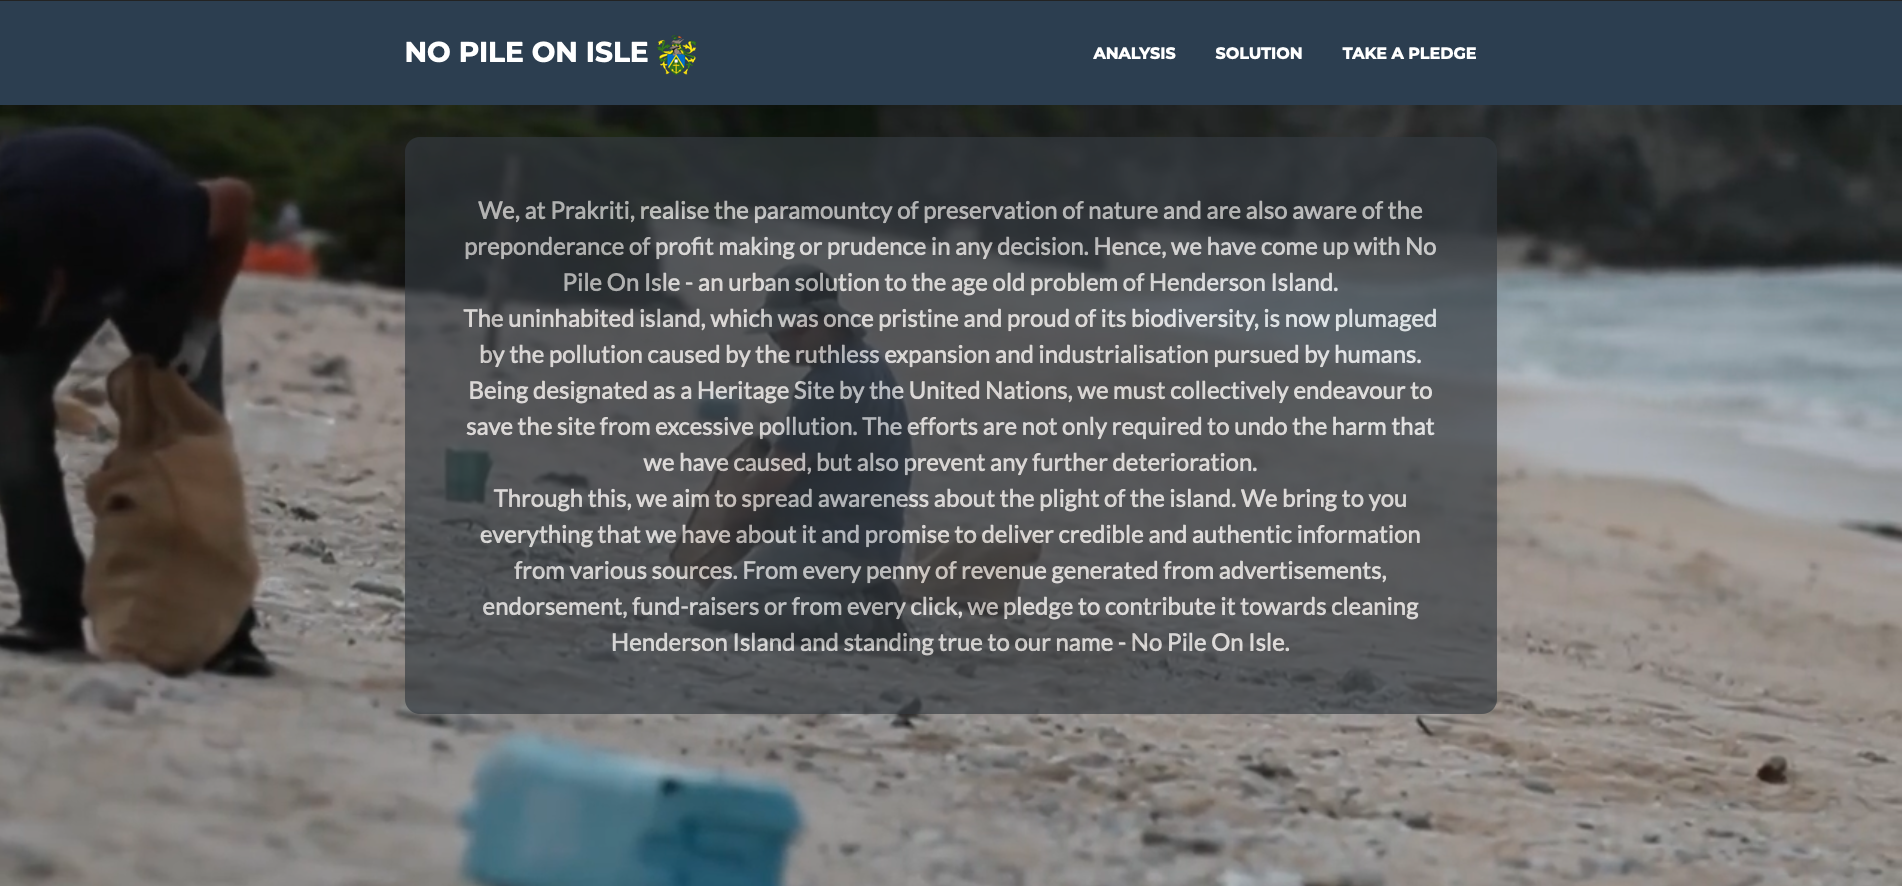 NO PILE ON ISLE
ANALYSIS
SOLUTION
TAKE A PLEDGE
We, at Prakriti, realise the paramountcy of preservation of nature and are also aware of the
preponderance of profit making or prudence in any decision. Hence, we have come up with No
Pile On Isle - an urban solution to the age old problem of Henderson Island.
The uninhabited island, which was once pristine and proud of its biodiversity, is now plumaged
by the pollution caused by the ruthless expansion and industrialisation pursued by humans.
Being designated as a Heritage Site by the United Nations, we must collectively endeavour to
save the site from excessive pollution. The efforts are not only required to undo the harm that
we have caused, but also prevent any further deterioration.
Through this, we aim to spread awareness about the plight of the island. We bring to you
everything that we have about it and promise to deliver credible and authentic information
from various sources. From every penny of revenue generated from advertisements,
endorsement, fund-raisers or from every click, we pledge to contribute it towards cleaning
Henderson Island and standing true to our name - No Pile On Isle.